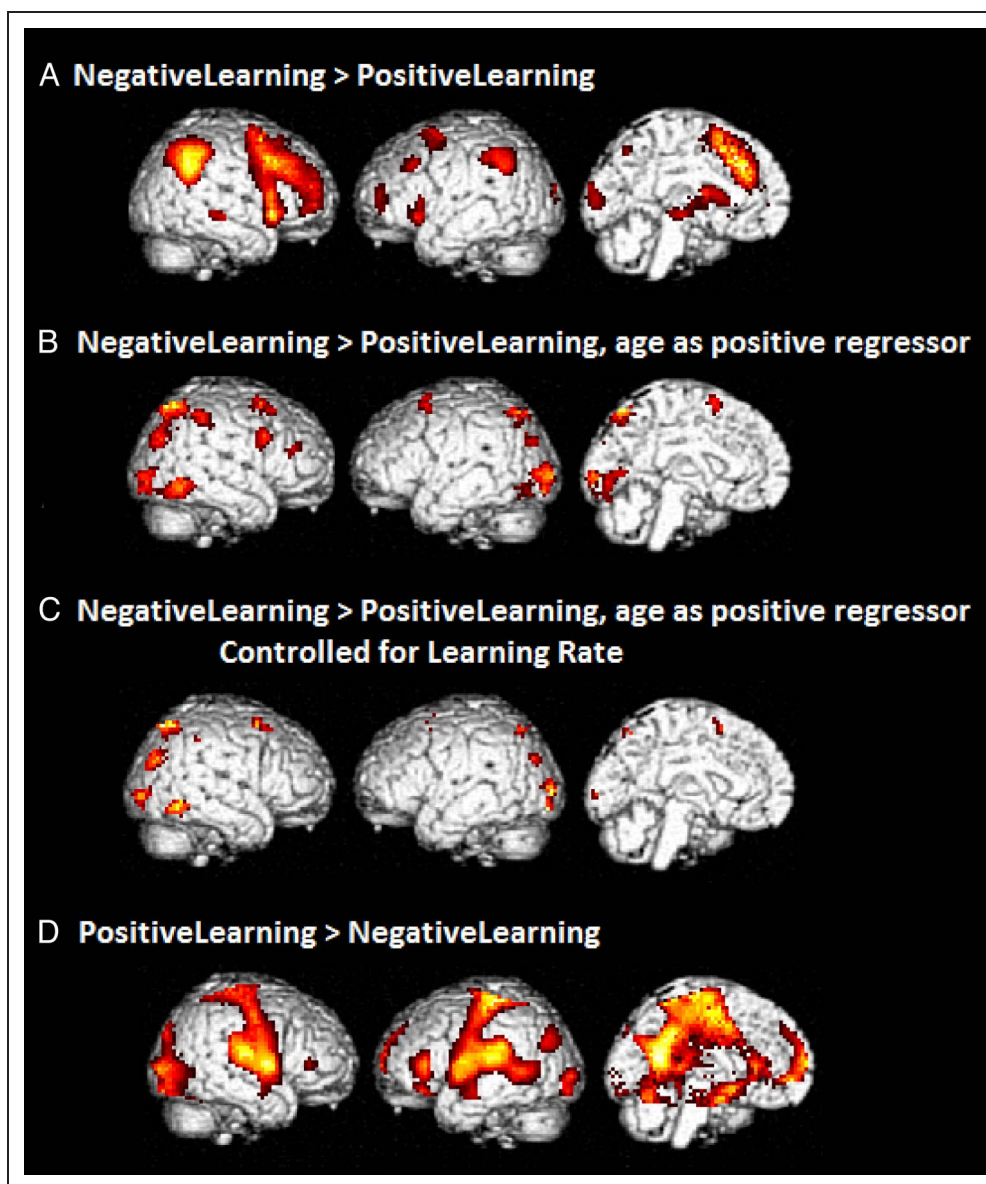 A NegativeLearning > PositiveLearning
B NegativeLearning > PositiveLearning, age as positive regressor
C NegativeLearning > PositiveLearning, age as positive regressor
Controlled for Learning Rate
D PositiveLearning > NegativeLearning